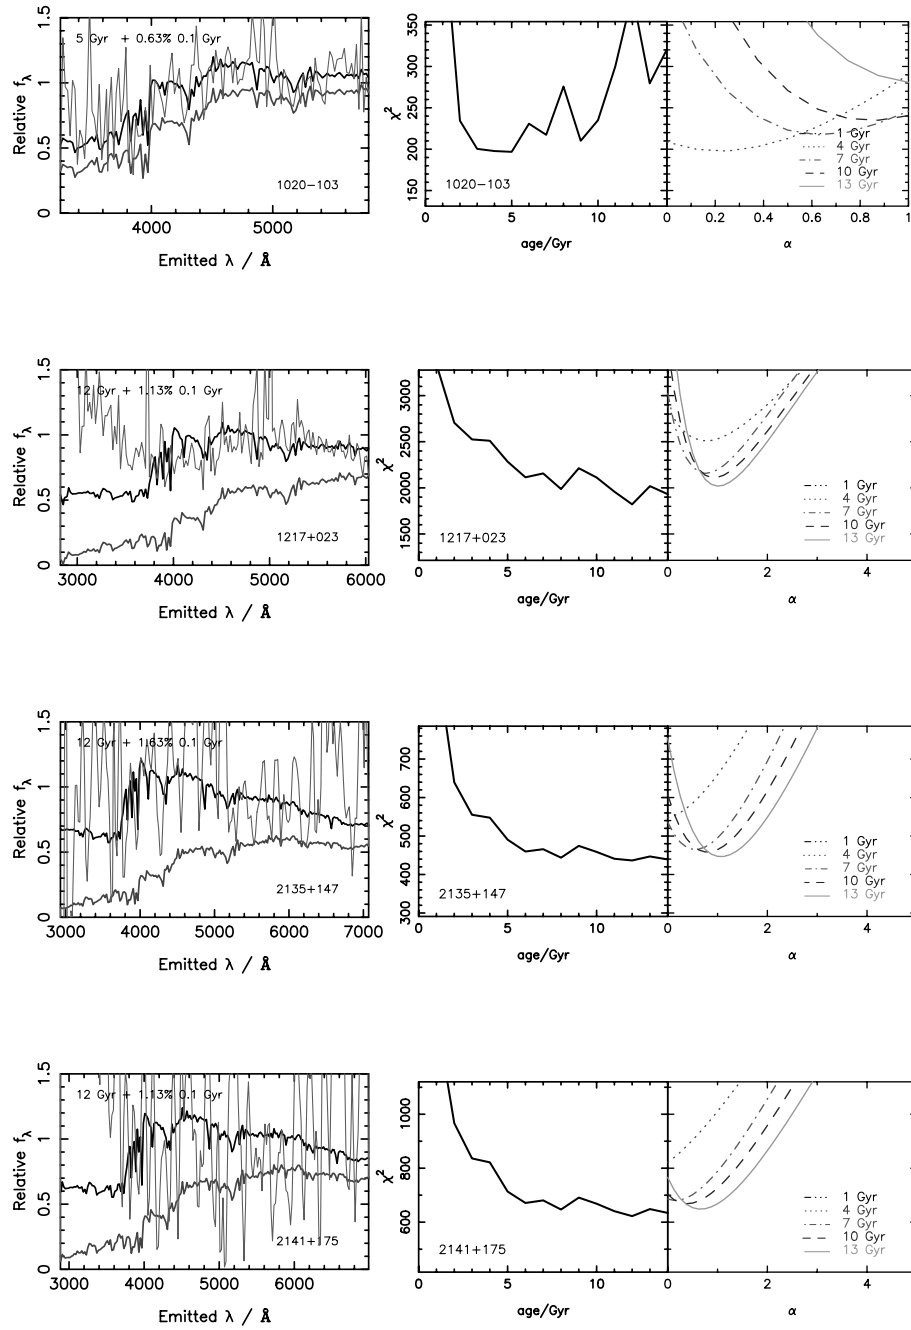 5 Gyr + 0.63% 0.1 Gyr
Relative fλ
0 0.5 1 1.5
1020−103
4000 5000
Emitted λ / Å
χ²
150 200 250 300 350
1020−103
0 5 10
age/Gyr
1 Gyr
4 Gyr
7 Gyr
10 Gyr
13 Gyr
0.2 0.4 0.6 0.8 1
α
12 Gyr + 1.13% 0.1 Gyr
Relative fλ
0 0.5 1 1.5
1217+023
3000 4000 5000 6000
Emitted λ / Å
χ²
1500 2000 2500 3000
1217+023
0 5 10
age/Gyr
1 Gyr
4 Gyr
7 Gyr
10 Gyr
13 Gyr
0 2 4
α
12 Gyr + 1.63% 0.1 Gyr
Relative fλ
0 0.5 1 1.5
2135+147
3000 4000 5000 6000 7000
Emitted λ / Å
χ²
300 400 500 600 700
2135+147
0 5 10
age/Gyr
1 Gyr
4 Gyr
7 Gyr
10 Gyr
13 Gyr
0 2 4
α
12 Gyr + 1.13% 0.1 Gyr
Relative fλ
0 0.5 1 1.5
2141+175
3000 4000 5000 6000
Emitted λ / Å
χ²
600 800 1000
2141+175
0 5 10
age/Gyr
1 Gyr
4 Gyr
7 Gyr
10 Gyr
13 Gyr
0 2 4
α